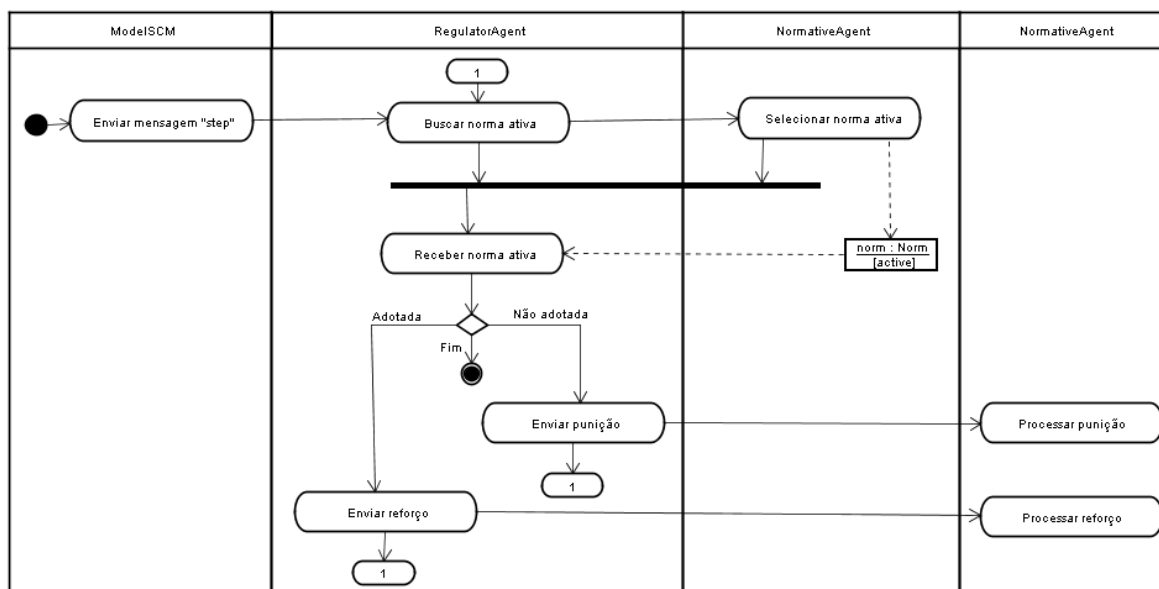 ModelSCM
RegulatorAgent
NormativeAgent
NormativeAgent
1
Enviar mensagem "step"
Buscar norma ativa
Selecionar norma ativa
Receber norma ativa
norm : Norm
[active]
Adotada
Não adotada
Fim
Enviar punição
Processar punição
1
Enviar reforço
Processar reforço
1